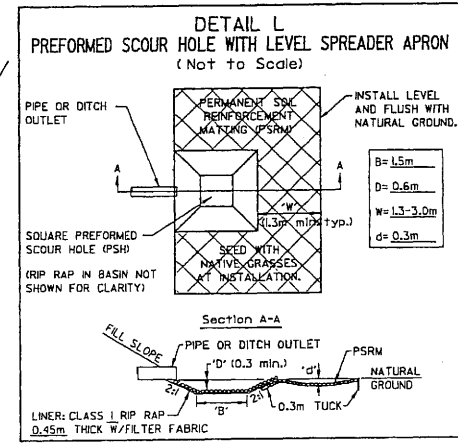 DETAIL L
PREFORMED SCOUR HOLE WITH LEVEL SPREADER APRON
(Not to Scale)
PERMANENT SOIL
REINFORCEMENT
MATTING (PSRM)
INSTALL LEVEL
AND FLUSH WITH
NATURAL GROUND.
PIPE OR DITCH
OUTLET
A
A
B= 1.5m
D= 0.6m
W= 1.3-3.0m
d= 0.3m
'W'
(1.3m min. typ.)
SQUARE PREFORMED
SCOUR HOLE (PSH)
(RIP RAP IN BASIN NOT
SHOWN FOR CLARITY)
SEED WITH
NATIVE GRASSES
AT INSTALLATION.
Section A-A
FILL SLOPE
PIPE OR DITCH OUTLET
'D' (0.3 min.)
'd'
PSRM
NATURAL
GROUND
2:1
'B'
2:1
0.3m TUCK
LINER: CLASS I RIP RAP
0.45m THICK W/FILTER FABRIC